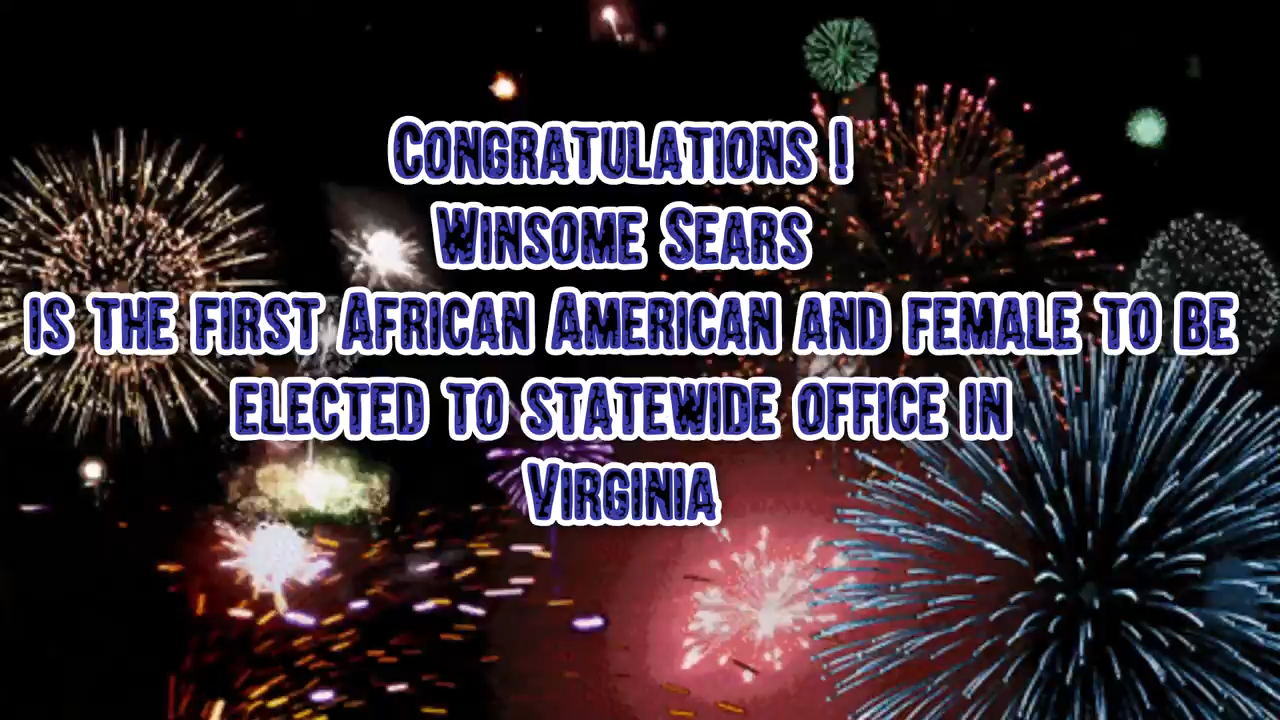 Congratulations !
Winsome Sears
is the first African American and female to be
elected to statewide office in
Virginia